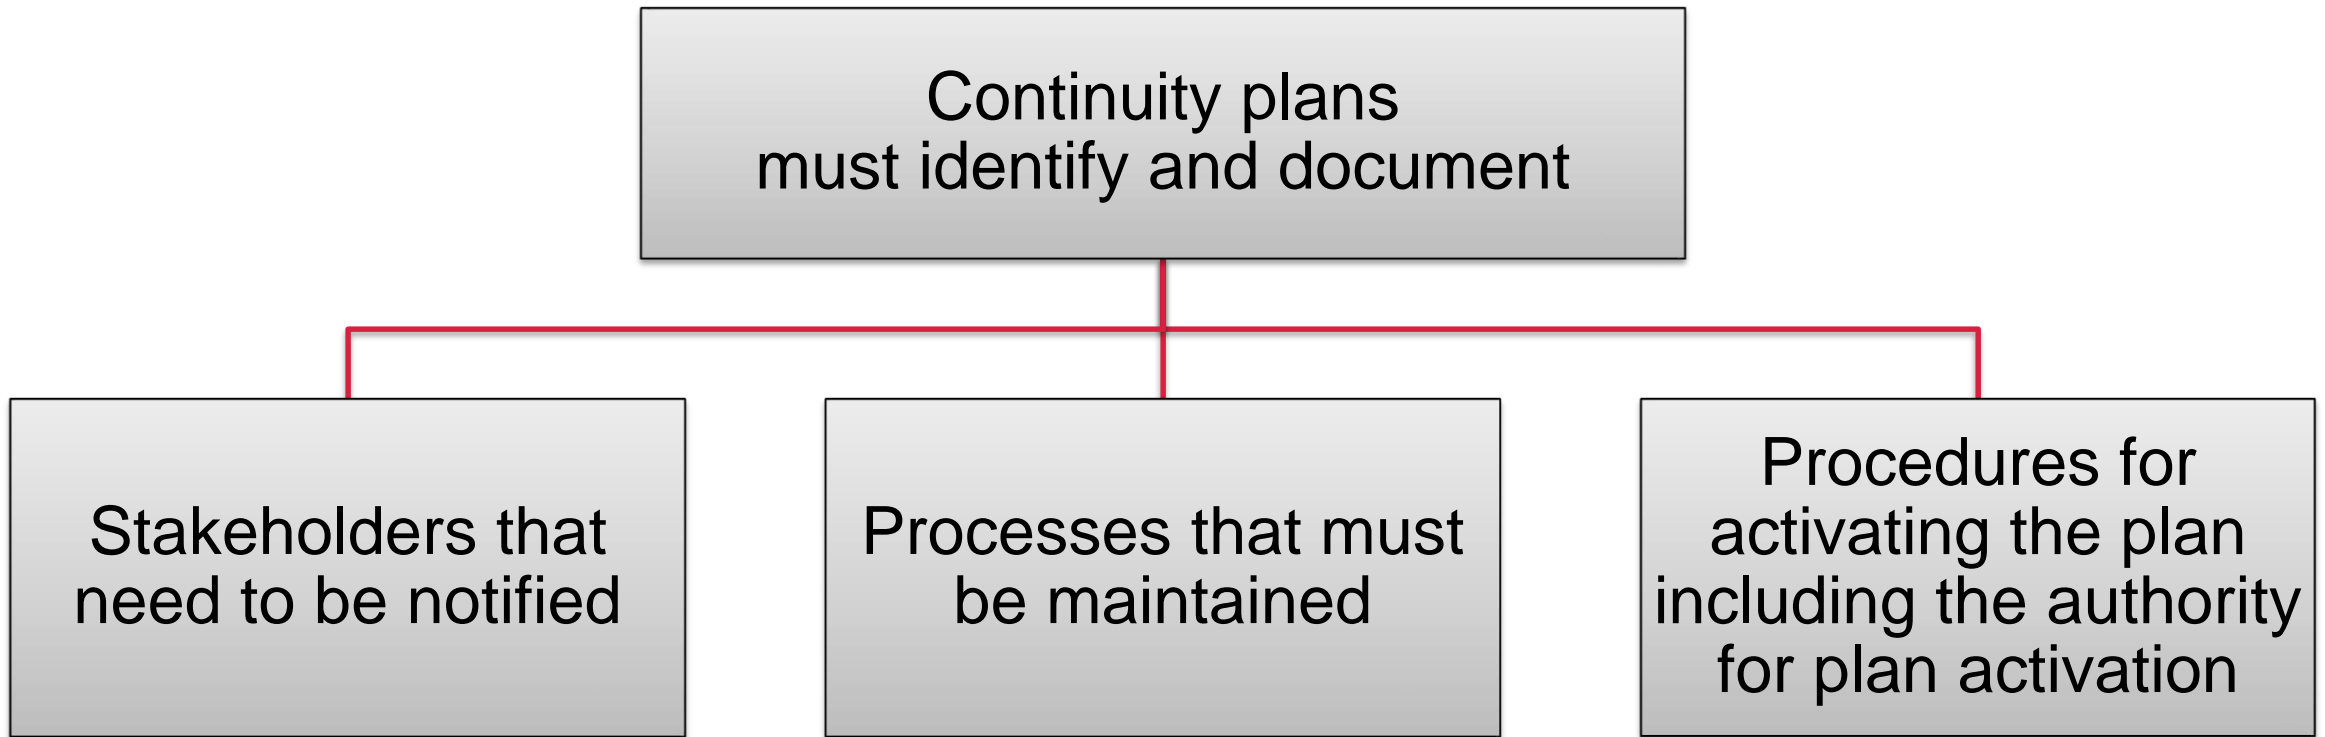 Continuity plans
must identify and document
Stakeholders that
need to be notified
Processes that must
be maintained
Procedures for
activating the plan
including the authority
for plan activation